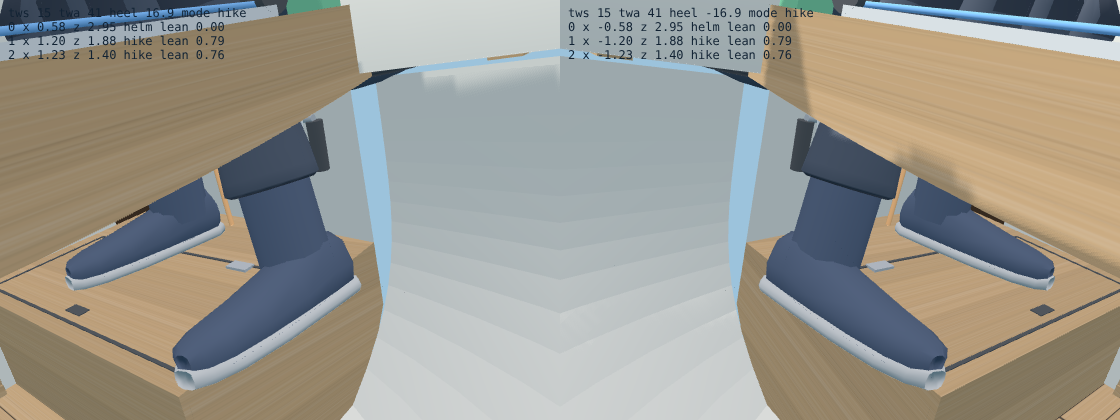 tws 15 twa 41 heel 16.9 mode hike
0 x 0.58 z 2.95 helm lean 0.00
1 x 1.20 z 1.88 hike lean 0.79
2 x 1.23 z 1.40 hike lean 0.76
tws 15 twa 41 heel -16.9 mode hike
0 x -0.58 z 2.95 helm lean 0.00
1 x -1.20 z 1.88 hike lean 0.79
2 x -1.23 z 1.40 hike lean 0.76